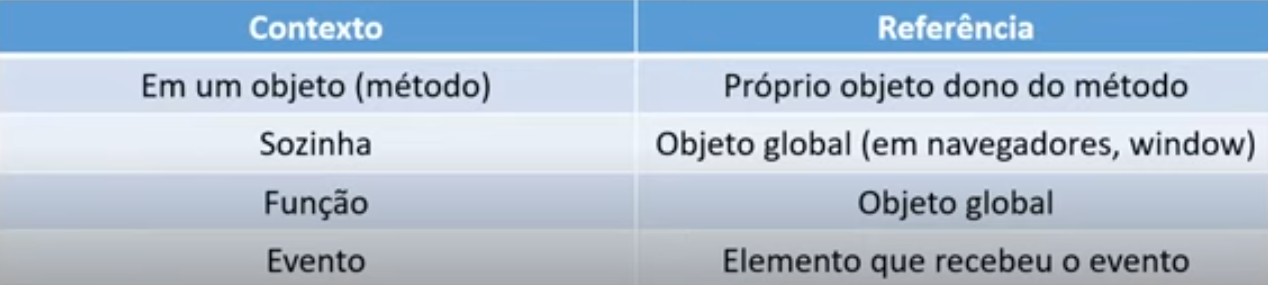 Contexto Referência
Em um objeto (método) Próprio objeto dono do método
Sozinha Objeto global (em navegadores, window)
Função Objeto global
Evento Elemento que recebeu o evento